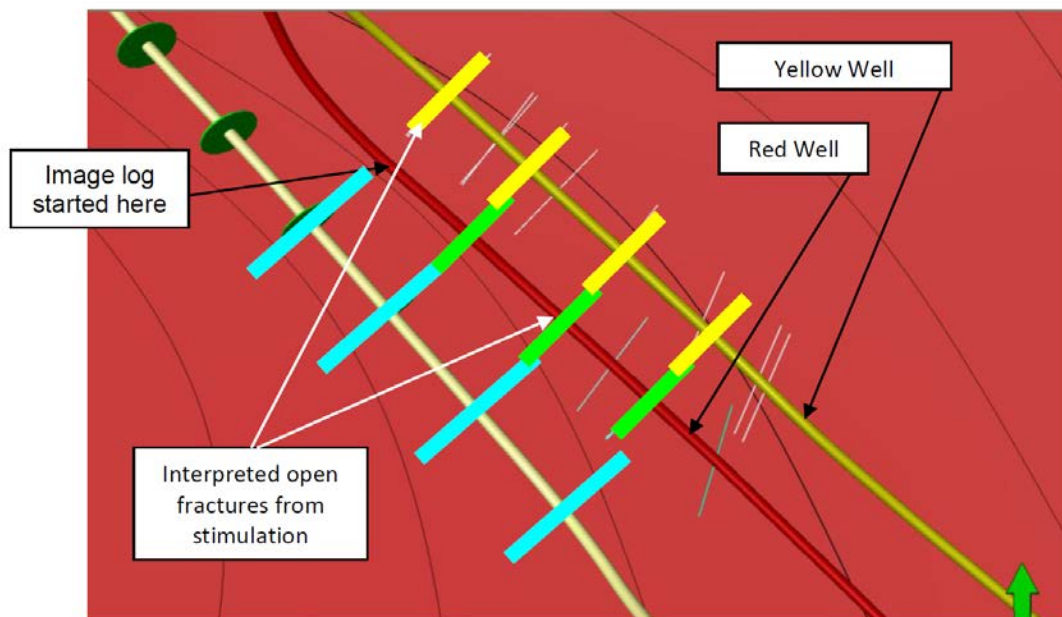 Yellow Well
Red Well
Image log
started here
Interpreted open
fractures from
stimulation